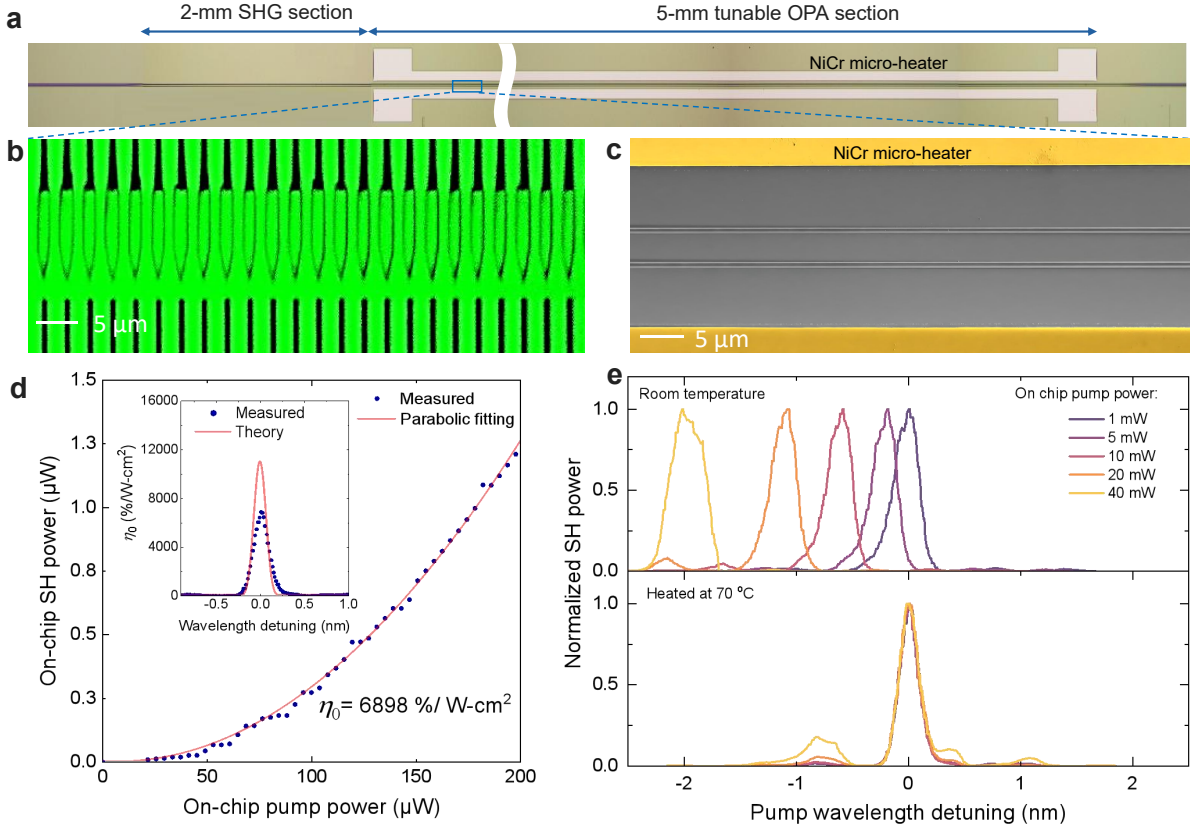 a
2-mm SHG section
5-mm tunable OPA section
NiCr micro-heater
b
5 μm
c
NiCr micro-heater
5 μm
d
On-chip SH power (μW)
1.5
1.3
1.0
0.8
0.5
0.3
0.0
0
50
100
150
200
On-chip pump power (μW)
Measured
Parabolic fitting
η₀= 6898 %/ W-cm²
η₀ (%/W-cm²)
16000
12000
8000
4000
0
-0.5
0.0
0.5
1.0
Wavelength detuning (nm)
Measured
Theory
e
Normalized SH power
Room temperature
On chip pump power:
1 mW
5 mW
10 mW
20 mW
40 mW
1.0
0.5
0.0
Heated at 70 °C
1.0
0.5
0.0
-2
-1
0
1
2
Pump wavelength detuning (nm)